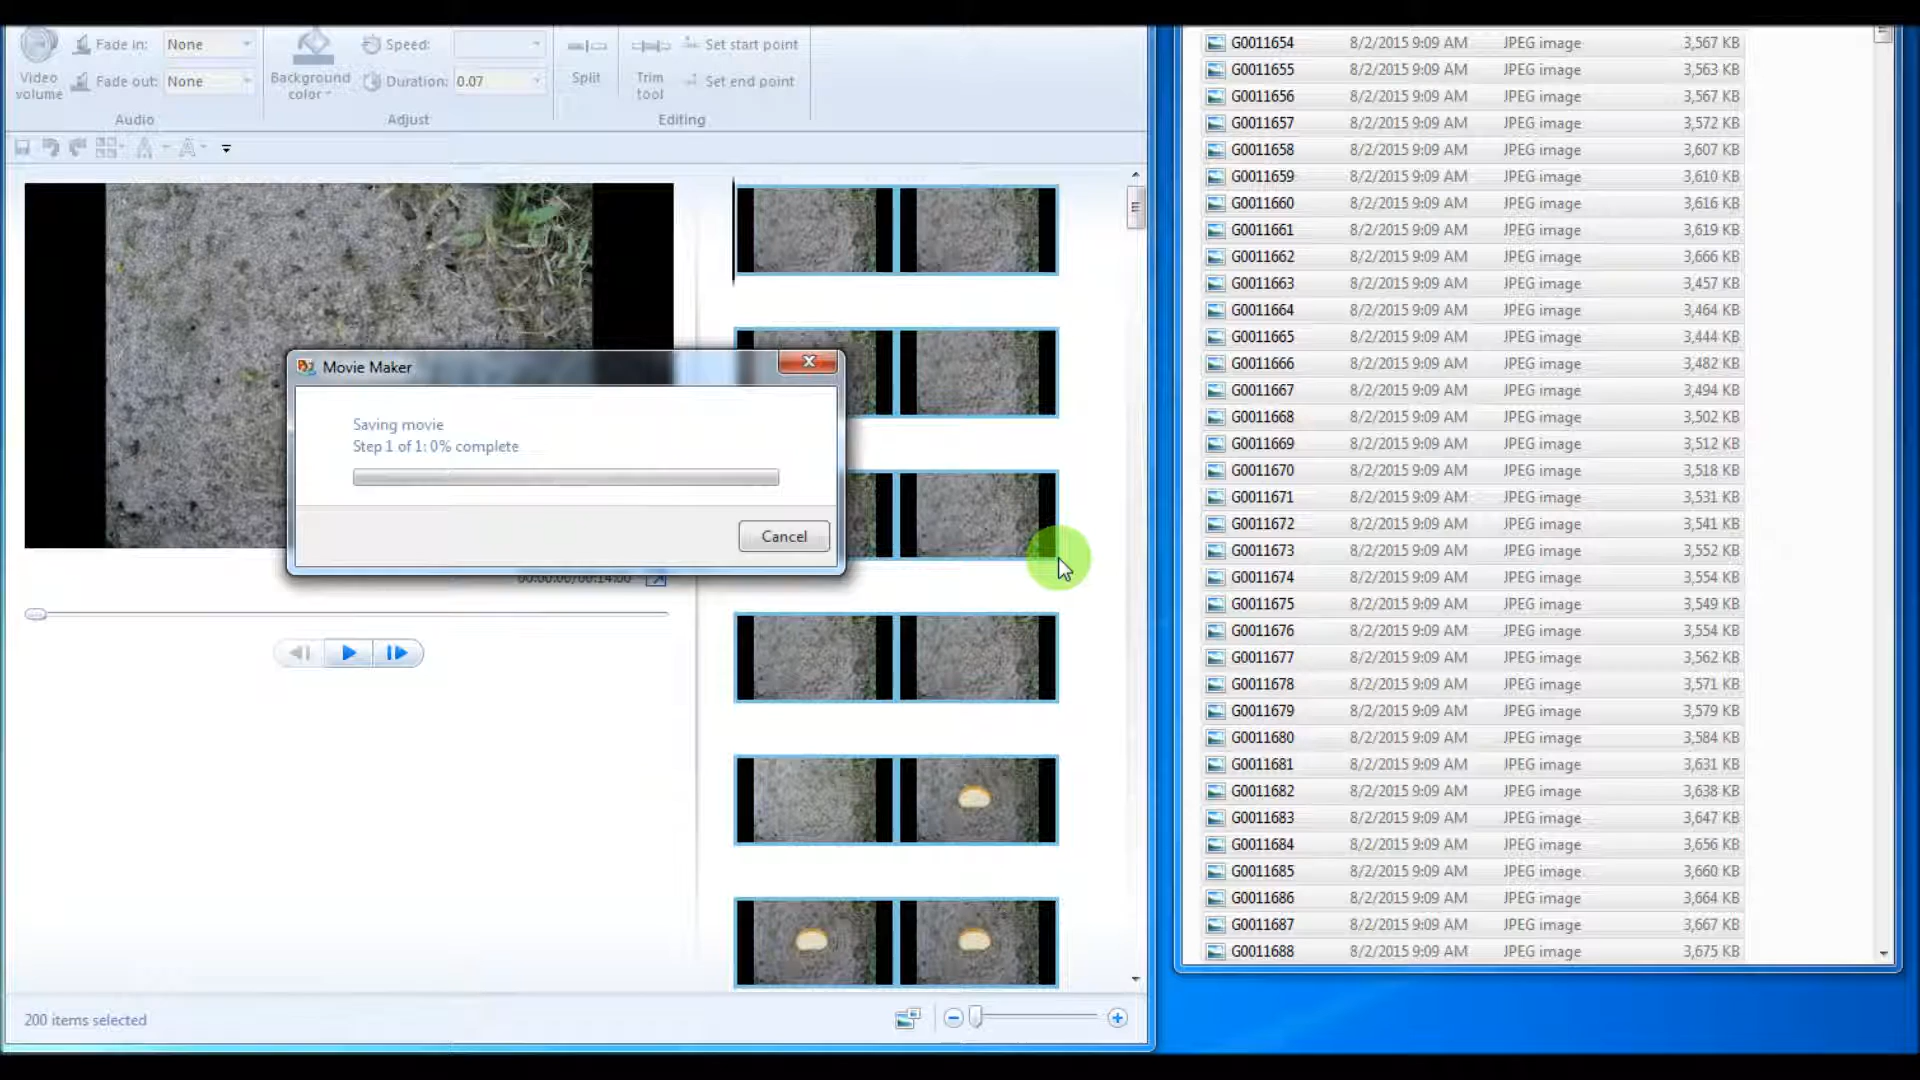 Fade in: None Speed: Set start point
Video volume Fade out: None Background color Duration: 0.07 Split Trim tool Set end point
Audio Adjust Editing
Movie Maker
Saving movie
Step 1 of 1: 0% complete
Cancel
00:00.00/00:14.00
200 items selected
G0011654 8/2/2015 9:09 AM JPEG image 3,567 KB
G0011655 8/2/2015 9:09 AM JPEG image 3,563 KB
G0011656 8/2/2015 9:09 AM JPEG image 3,567 KB
G0011657 8/2/2015 9:09 AM JPEG image 3,572 KB
G0011658 8/2/2015 9:09 AM JPEG image 3,607 KB
G0011659 8/2/2015 9:09 AM JPEG image 3,610 KB
G0011660 8/2/2015 9:09 AM JPEG image 3,616 KB
G0011661 8/2/2015 9:09 AM JPEG image 3,619 KB
G0011662 8/2/2015 9:09 AM JPEG image 3,666 KB
G0011663 8/2/2015 9:09 AM JPEG image 3,457 KB
G0011664 8/2/2015 9:09 AM JPEG image 3,464 KB
G0011665 8/2/2015 9:09 AM JPEG image 3,444 KB
G0011666 8/2/2015 9:09 AM JPEG image 3,482 KB
G0011667 8/2/2015 9:09 AM JPEG image 3,494 KB
G0011668 8/2/2015 9:09 AM JPEG image 3,502 KB
G0011669 8/2/2015 9:09 AM JPEG image 3,512 KB
G0011670 8/2/2015 9:09 AM JPEG image 3,518 KB
G0011671 8/2/2015 9:09 AM JPEG image 3,531 KB
G0011672 8/2/2015 9:09 AM JPEG image 3,541 KB
G0011673 8/2/2015 9:09 AM JPEG image 3,552 KB
G0011674 8/2/2015 9:09 AM JPEG image 3,554 KB
G0011675 8/2/2015 9:09 AM JPEG image 3,549 KB
G0011676 8/2/2015 9:09 AM JPEG image 3,554 KB
G0011677 8/2/2015 9:09 AM JPEG image 3,562 KB
G0011678 8/2/2015 9:09 AM JPEG image 3,571 KB
G0011679 8/2/2015 9:09 AM JPEG image 3,579 KB
G0011680 8/2/2015 9:09 AM JPEG image 3,584 KB
G0011681 8/2/2015 9:09 AM JPEG image 3,631 KB
G0011682 8/2/2015 9:09 AM JPEG image 3,638 KB
G0011683 8/2/2015 9:09 AM JPEG image 3,647 KB
G0011684 8/2/2015 9:09 AM JPEG image 3,656 KB
G0011685 8/2/2015 9:09 AM JPEG image 3,660 KB
G0011686 8/2/2015 9:09 AM JPEG image 3,664 KB
G0011687 8/2/2015 9:09 AM JPEG image 3,667 KB
G0011688 8/2/2015 9:09 AM JPEG image 3,675 KB